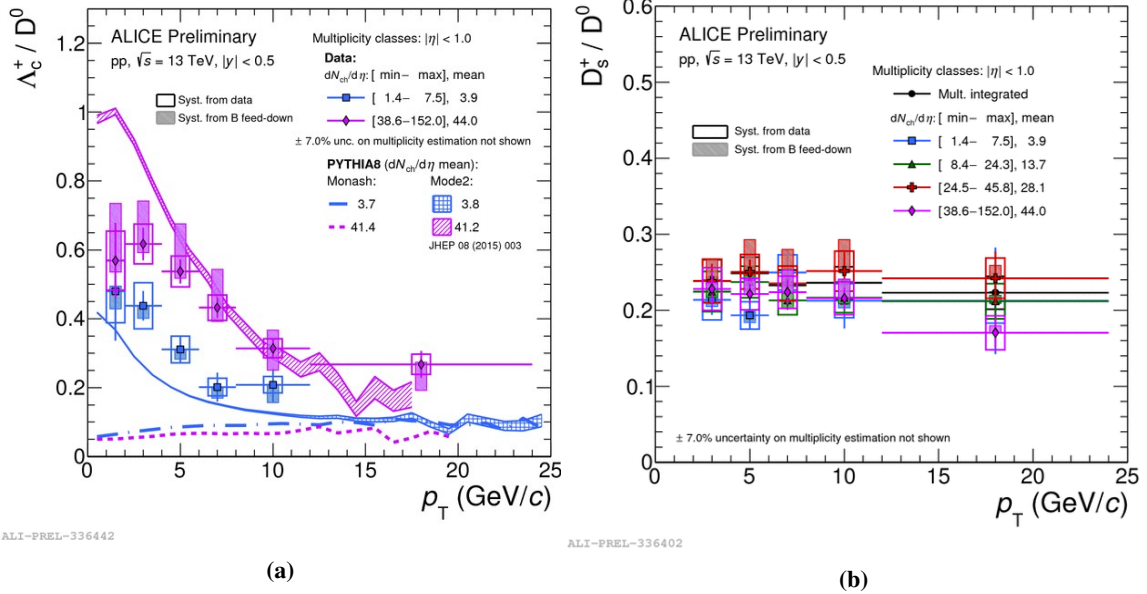 Λc+ / D0
1.2
1
0.8
0.6
0.4
0.2
0
ALICE Preliminary
pp, √s = 13 TeV, |y| < 0.5
Syst. from data
Syst. from B feed-down
Multiplicity classes: |η| < 1.0
Data:
dNch/dη: [ min− max], mean
[ 1.4− 7.5], 3.9
[38.6−152.0], 44.0
± 7.0% unc. on multiplicity estimation not shown
PYTHIA8 (dNch/dη mean):
Monash: Mode2:
3.7 3.8
41.4 41.2
JHEP 08 (2015) 003
0 5 10 15 20 25
pT (GeV/c)
ALI-PREL-336442
(a)
Ds+ / D0
0.6
0.5
0.4
0.3
0.2
0.1
0
ALICE Preliminary
pp, √s = 13 TeV, |y| < 0.5
Syst. from data
Syst. from B feed-down
Multiplicity classes: |η| < 1.0
Mult. integrated
dNch/dη: [ min− max], mean
[ 1.4− 7.5], 3.9
[ 8.4− 24.3], 13.7
[24.5− 45.8], 28.1
[38.6−152.0], 44.0
± 7.0% uncertainty on multiplicity estimation not shown
0 5 10 15 20 25
pT (GeV/c)
ALI-PREL-336402
(b)